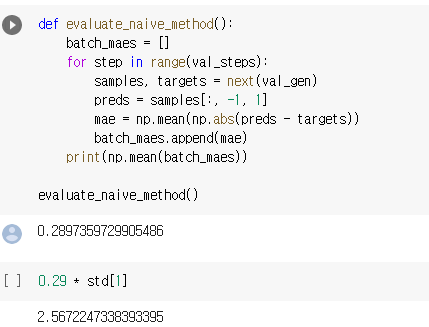 def evaluate_naive_method():
    batch_maes = []
    for step in range(val_steps):
        samples, targets = next(val_gen)
        preds = samples[:, -1, 1]
        mae = np.mean(np.abs(preds - targets))
        batch_maes.append(mae)
    print(np.mean(batch_maes))
evaluate_naive_method()
0.2897359729905486
[ ] 0.29 * std[1]
2.5672247338393395